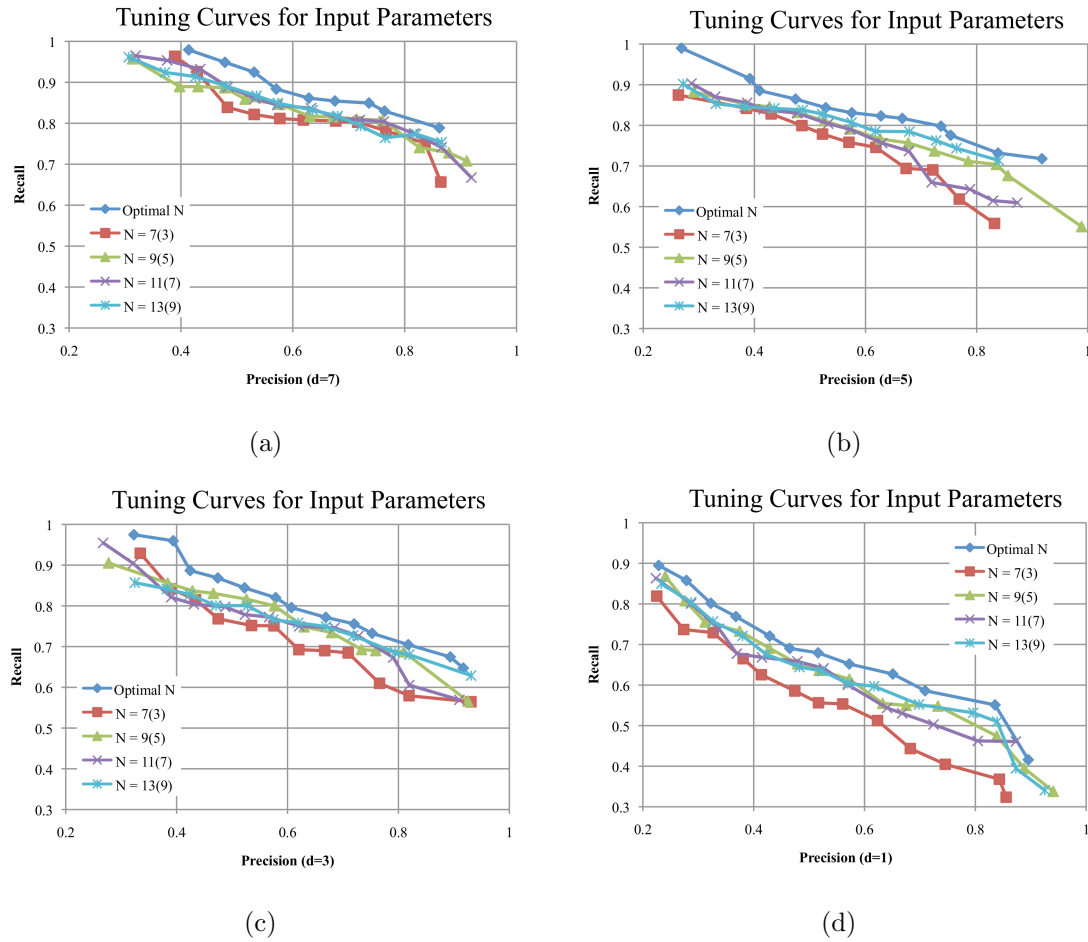 Tuning Curves for Input Parameters
1
0.9
0.8
0.7
0.6
0.5
0.4
0.3
Recall
Optimal N
N = 7(3)
N = 9(5)
N = 11(7)
N = 13(9)
0.2
0.4
0.6
0.8
1
Precision (d=7)
(a)
Tuning Curves for Input Parameters
1
0.9
0.8
0.7
0.6
0.5
0.4
0.3
Recall
Optimal N
N = 7(3)
N = 9(5)
N = 11(7)
N = 13(9)
0.2
0.4
0.6
0.8
1
Precision (d=5)
(b)
Tuning Curves for Input Parameters
1
0.9
0.8
0.7
0.6
0.5
0.4
0.3
Recall
Optimal N
N = 7(3)
N = 9(5)
N = 11(7)
N = 13(9)
0.2
0.4
0.6
0.8
1
Precision (d=3)
(c)
Tuning Curves for Input Parameters
1
0.9
0.8
0.7
0.6
0.5
0.4
0.3
Recall
Optimal N
N = 7(3)
N = 9(5)
N = 11(7)
N = 13(9)
0.2
0.4
0.6
0.8
1
Precision (d=1)
(d)